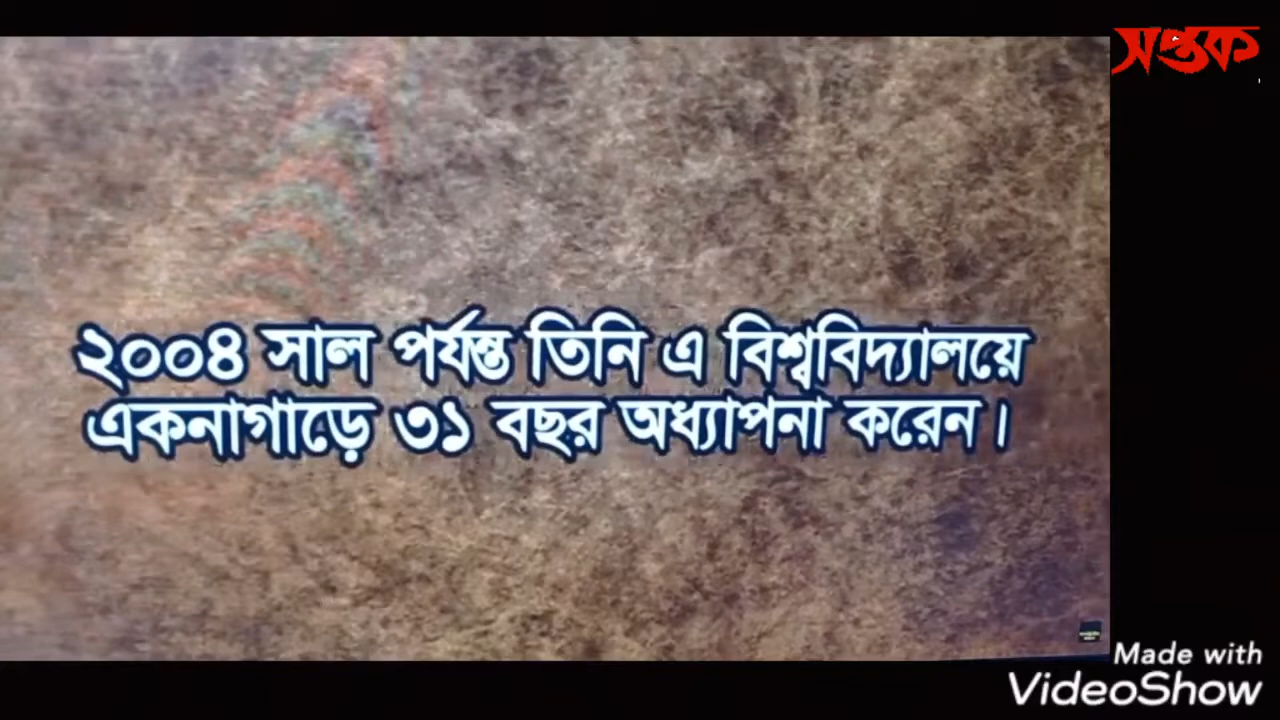 সপ্তক
২০০৪ সাল পর্যন্ত তিনি এ বিশ্ববিদ্যালয়ে
একনাগাড়ে ৩১ বছর অধ্যাপনা করেন।
Made with
VideoShow